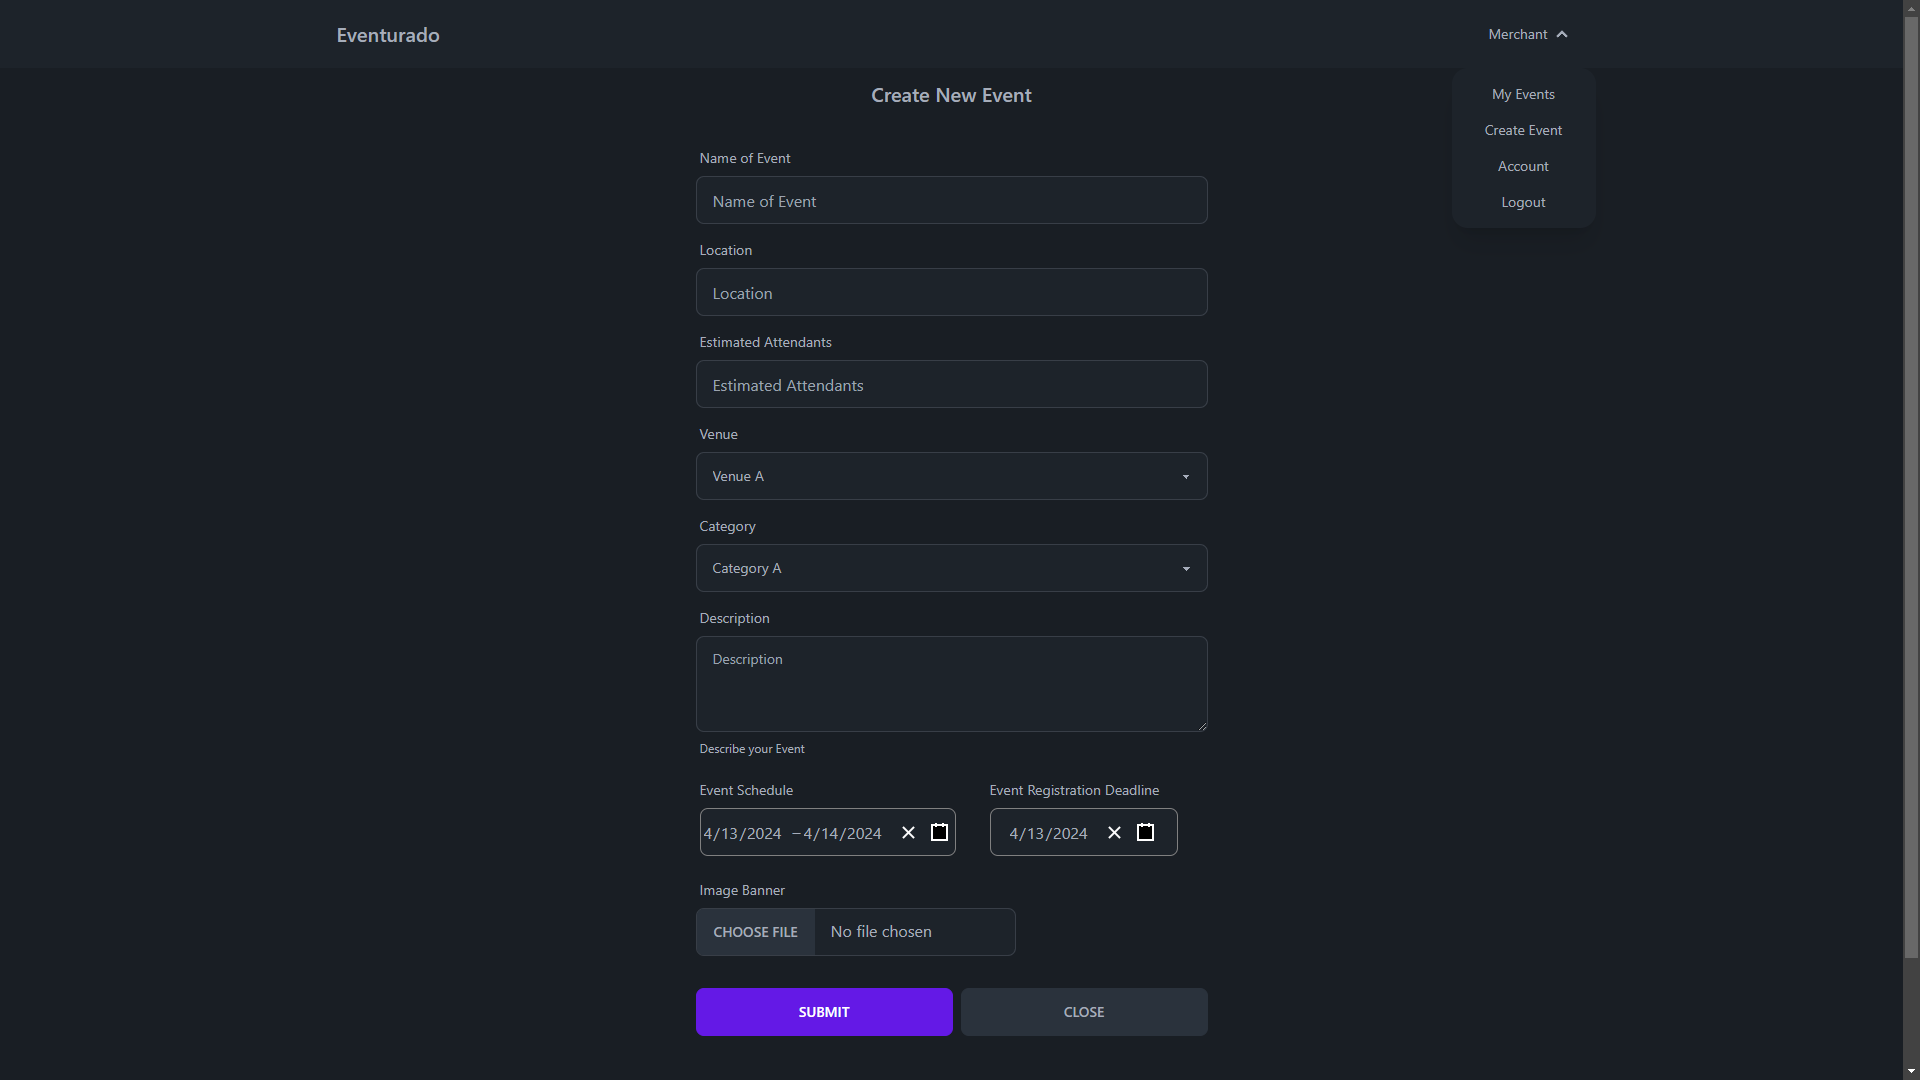 Eventurado
Merchant
My Events
Create Event
Account
Logout
Create New Event
Name of Event
Name of Event
Location
Location
Estimated Attendants
Estimated Attendants
Venue
Venue A
Category
Category A
Description
Description
Describe your Event
Event Schedule
4/13/2024 –4/14/2024
Event Registration Deadline
4/13/2024
Image Banner
CHOOSE FILE No file chosen
SUBMIT CLOSE